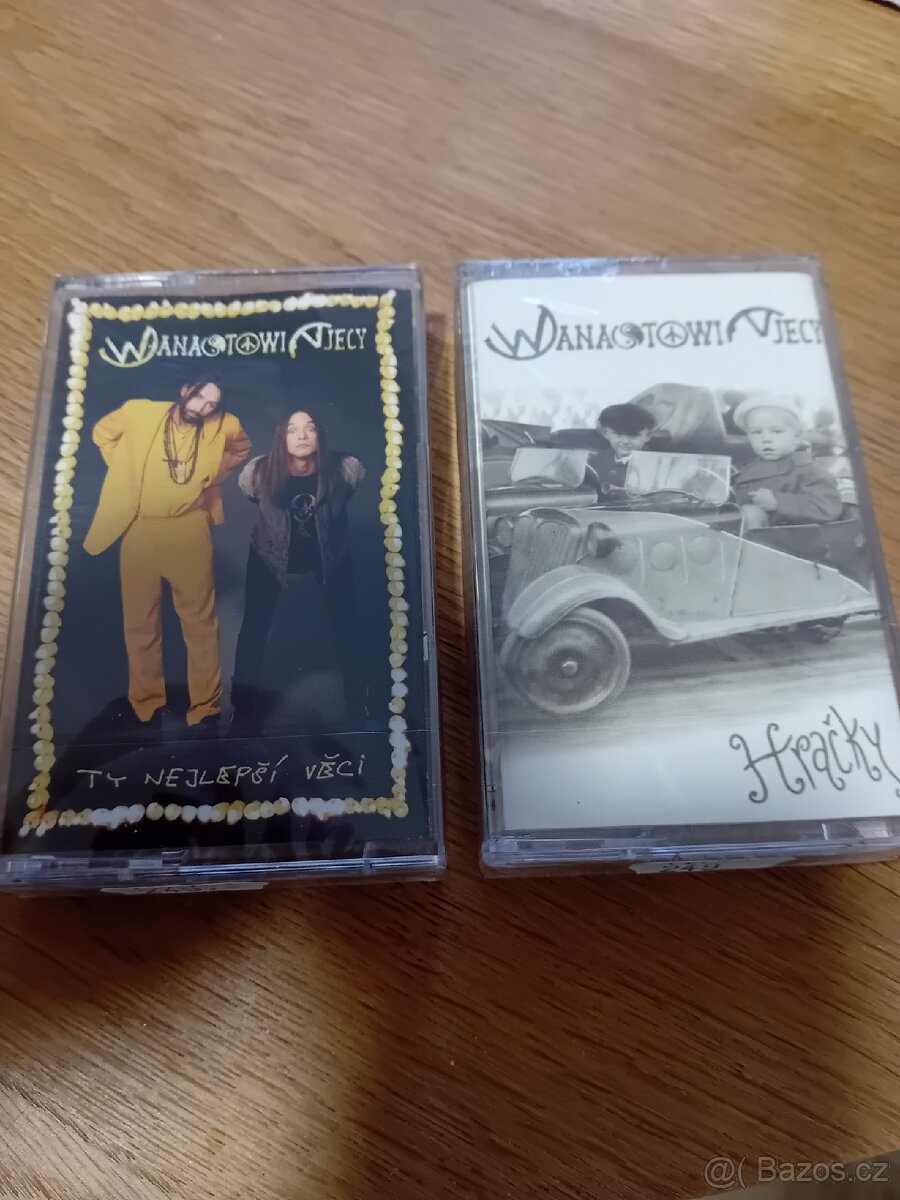 WANASTOWI VJECY
TY NEJLEPŠÍ VĚCI
WANASTOWI VJECY
Hračky
@( Bazos.cz